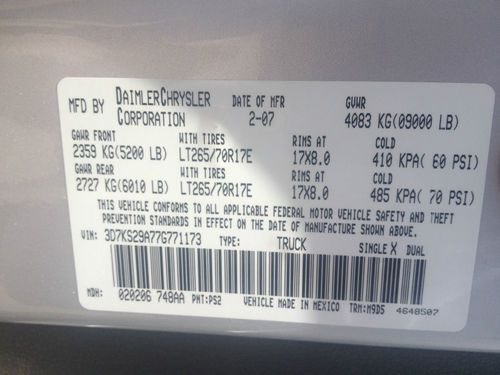 MFD BY DAIMLERCHRYSLER CORPORATION DATE OF MFR 2-07 GVWR 4083 KG(09000 LB)
GAWR FRONT WITH TIRES RIMS AT COLD
2359 KG(5200 LB) LT265/70R17E 17X8.0 410 KPA( 60 PSI)
GAWR REAR WITH TIRES RIMS AT COLD
2727 KG(6010 LB) LT265/70R17E 17X8.0 485 KPA( 70 PSI)
THIS VEHICLE CONFORMS TO ALL APPLICABLE FEDERAL MOTOR VEHICLE SAFETY AND THEFT
PREVENTION STANDARDS IN EFFECT ON THE DATE OF MANUFACTURE SHOWN ABOVE.
VIN: 3D7KS29A77G771173 TYPE: TRUCK SINGLE X DUAL
MDH: 020206 748AA PNT:PS2 VEHICLE MADE IN MEXICO TRM:M9D5 4648507